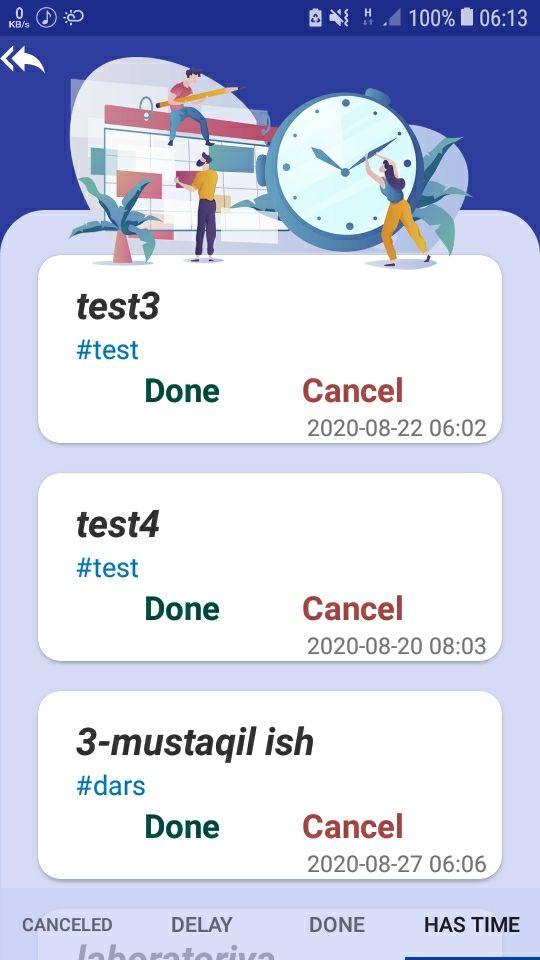 0
KB/s
H
100%
06:13
test3
#test
Done Cancel
2020-08-22 06:02
test4
#test
Done Cancel
2020-08-20 08:03
3-mustaqil ish
#dars
Done Cancel
2020-08-27 06:06
CANCELED DELAY DONE HAS TIME
laboratoriya